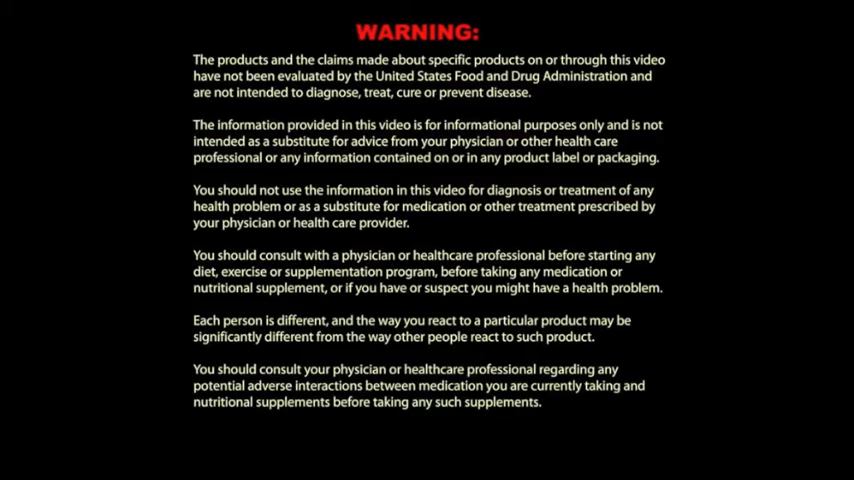 WARNING:
The products and the claims made about specific products on or through this video
have not been evaluated by the United States Food and Drug Administration and
are not intended to diagnose, treat, cure or prevent disease.
The information provided in this video is for informational purposes only and is not
intended as a substitute for advice from your physician or other health care
professional or any information contained on or in any product label or packaging.
You should not use the information in this video for diagnosis or treatment of any
health problem or as a substitute for medication or other treatment prescribed by
your physician or health care provider.
You should consult with a physician or healthcare professional before starting any
diet, exercise or supplementation program, before taking any medication or
nutritional supplement, or if you have or suspect you might have a health problem.
Each person is different, and the way you react to a particular product may be
significantly different from the way other people react to such product.
You should consult your physician or healthcare professional regarding any
potential adverse interactions between medication you are currently taking and
nutritional supplements before taking any such supplements.